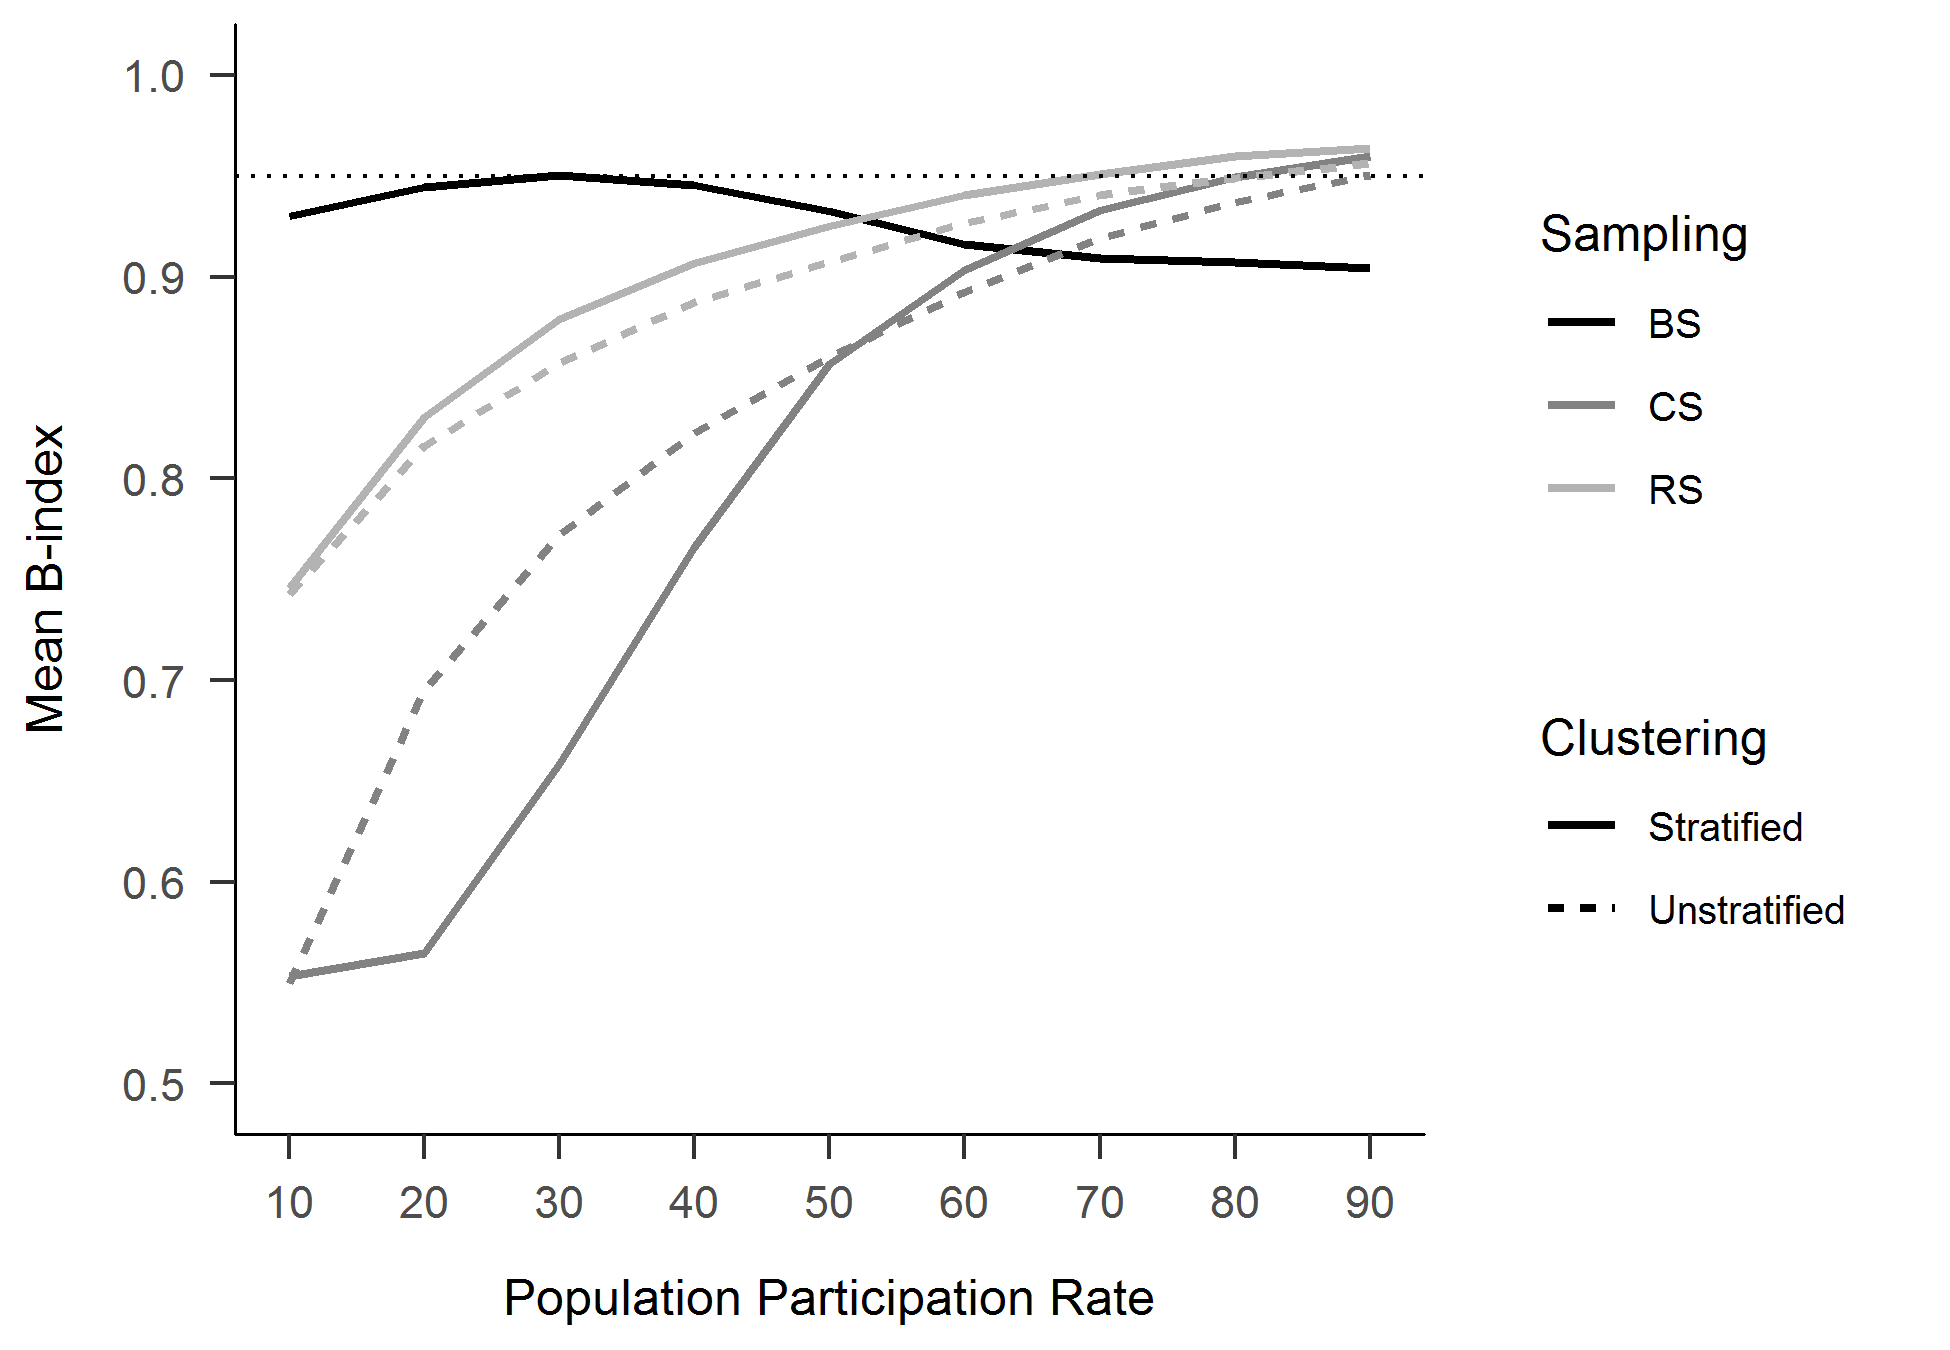 1.0
0.9
0.8
0.7
0.6
0.5
Mean B-index
10 20 30 40 50 60 70 80 90
Population Participation Rate
Sampling
BS
CS
RS
Clustering
Stratified
Unstratified